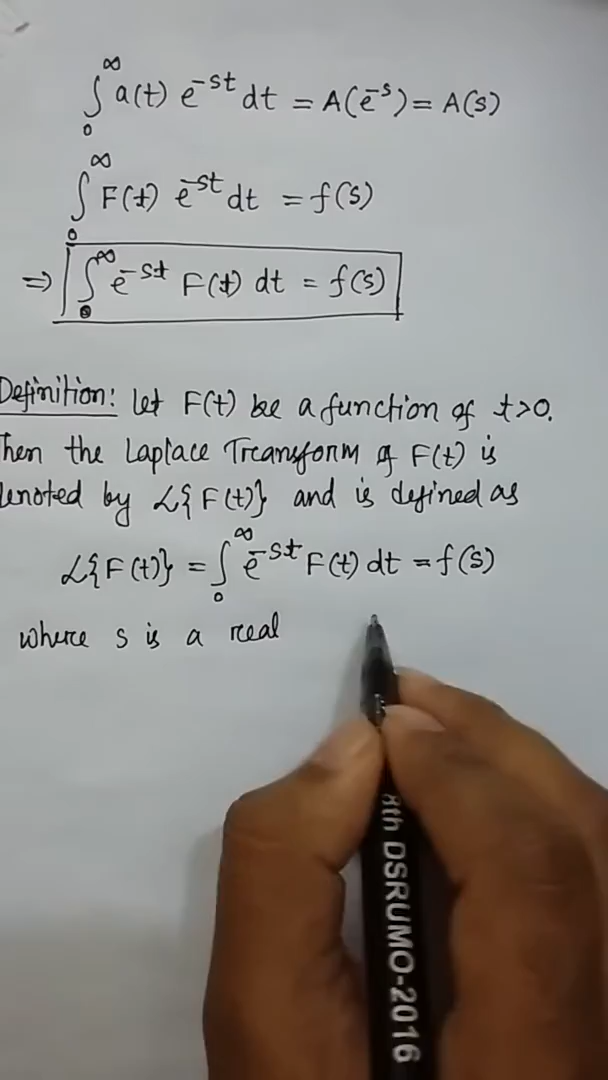 ∫₀^∞ a(t) e^-st dt = A(e^-s) = A(s)
∫₀^∞ F(t) e^-st dt = f(s)
⇒ ∫₀^∞ e^-st F(t) dt = f(s)
Definition: Let F(t) be a function of t>0.
Then the Laplace Transform of F(t) is
denoted by ℒ{F(t)} and is defined as
ℒ{F(t)} = ∫₀^∞ e^-st F(t) dt = f(s)
where s is a real
8th DSRUMO-2016